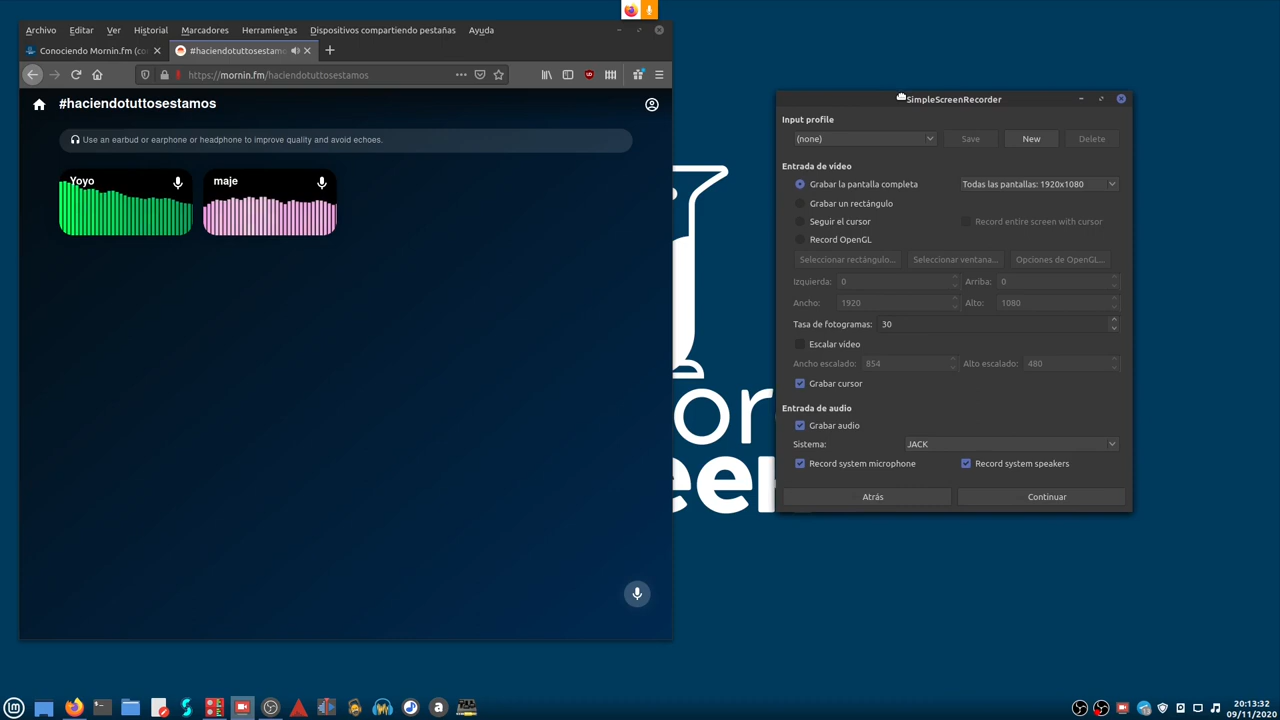 Archivo Editar Ver Historial Marcadores Herramientas Dispositivos compartiendo pestañas Ayuda
Conociendo Mornin.fm (co
#haciendotuttosestamo
https://mornin.fm/haciendotuttosestamos
#haciendotuttosestamos
Use an earbud or earphone or headphone to improve quality and avoid echoes.
Yoyo
maje
SimpleScreenRecorder
Input profile
(none) Save New Delete
Entrada de vídeo
Grabar la pantalla completa Todas las pantallas: 1920x1080
Grabar un rectángulo
Seguir el cursor Record entire screen with cursor
Record OpenGL
Seleccionar rectángulo... Seleccionar ventana... Opciones de OpenGL...
Izquierda: 0 Arriba: 0
Ancho: 1920 Alto: 1080
Tasa de fotogramas: 30
Escalar vídeo
Ancho escalado: 854 Alto escalado: 480
Grabar cursor
Entrada de audio
Grabar audio
Sistema: JACK
Record system microphone Record system speakers
Atrás Continuar
20:13:32
09/11/2020